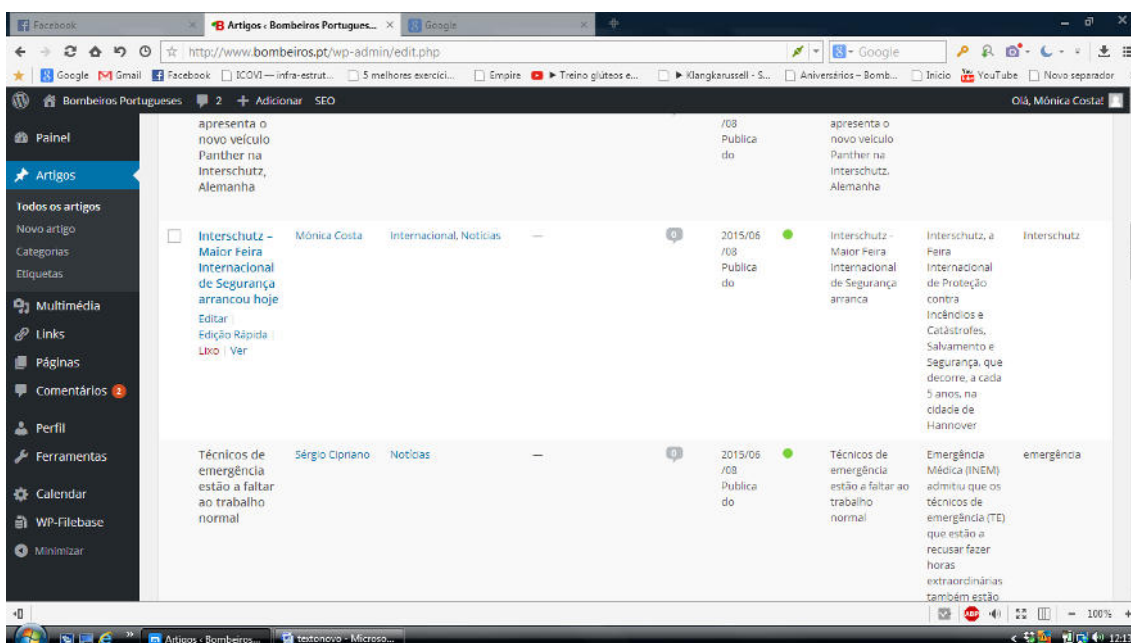 Facebook
Artigos ‹ Bombeiros Portugues...
Google
http://www.bombeiros.pt/wp-admin/edit.php
Google
Google
Gmail
Facebook
ICOVI — infra-estrut...
5 melhores exercíci...
Empire
► Treino glúteos e...
► Klangkarussell - S...
Aniversários – Bomb...
Inicio
YouTube
Novo separador
Bombeiros Portugueses
2
Adicionar
SEO
Olá, Mónica Costa!
Painel
Artigos
Todos os artigos
Novo artigo
Categorias
Etiquetas
Multimédia
Links
Páginas
Comentários 2
Perfil
Ferramentas
Calendar
WP-Filebase
Minimizar
apresenta o
novo veículo
Panther na
Interschutz,
Alemanha
/08
Publica
do
apresenta o
novo veículo
Panther na
Interschutz,
Alemanha
Interschutz –
Maior Feira
Internacional
de Segurança
arrancou hoje
Editar |
Edição Rápida |
Lixo | Ver
Mónica Costa
Internacional, Notícias
—
0
2015/06
/08
Publica
do
Interschutz -
Maior Feira
Internacional
de Segurança
arranca
Interschutz, a
Feira
Internacional
de Proteção
contra
Incêndios e
Catástrofes,
Salvamento e
Segurança, que
decorre, a cada
5 anos, na
cidade de
Hannover
Interschutz
Técnicos de
emergência
estão a faltar
ao trabalho
normal
Sérgio Cipriano
Notícias
—
0
2015/06
/08
Publica
do
Técnicos de
emergência
estão a faltar ao
trabalho
normal
Emergência
Médica (INEM)
admitiu que os
técnicos de
emergência (TE)
que estão a
recusar fazer
horas
extraordinárias
também estão
emergência
ABP
100%
Artigos ‹ Bombeiros...
textonovo - Microso...